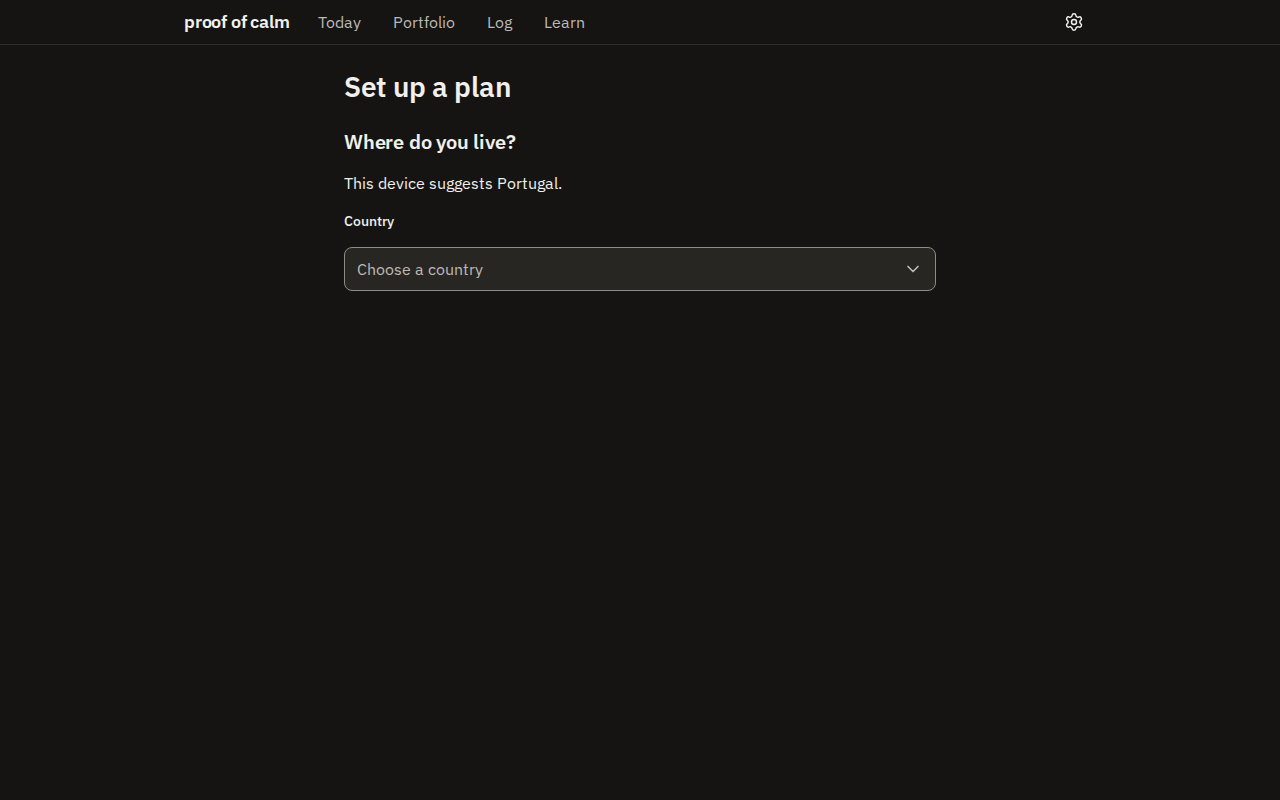 proof of calm
Today
Portfolio
Log
Learn
Set up a plan
Where do you live?
This device suggests Portugal.
Country
Choose a country